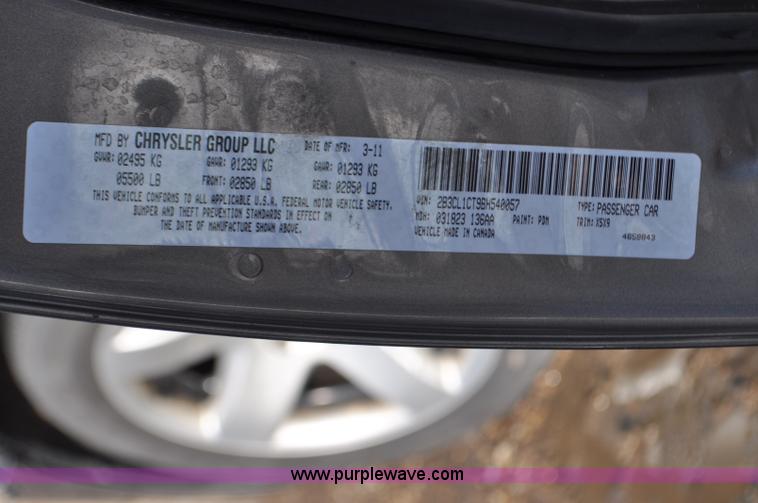 MFD BY CHRYSLER GROUP LLC DATE OF MFR: 3-11
GVWR: 02495 KG GAWR: 01293 KG GAWR: 01293 KG
05500 LB FRONT: 02850 LB REAR: 02850 LB
THIS VEHICLE CONFORMS TO ALL APPLICABLE U.S.A. FEDERAL MOTOR VEHICLE SAFETY,
BUMPER AND THEFT PREVENTION STANDARDS IN EFFECT ON
THE DATE OF MANUFACTURE SHOWN ABOVE.
VIN: 2B3CL1CT9BH540057 TYPE: PASSENGER CAR
MDH: 031823 136AA PAINT: PDM TRIM: X5X9
VEHICLE MADE IN CANADA 4658843
www.purplewave.com